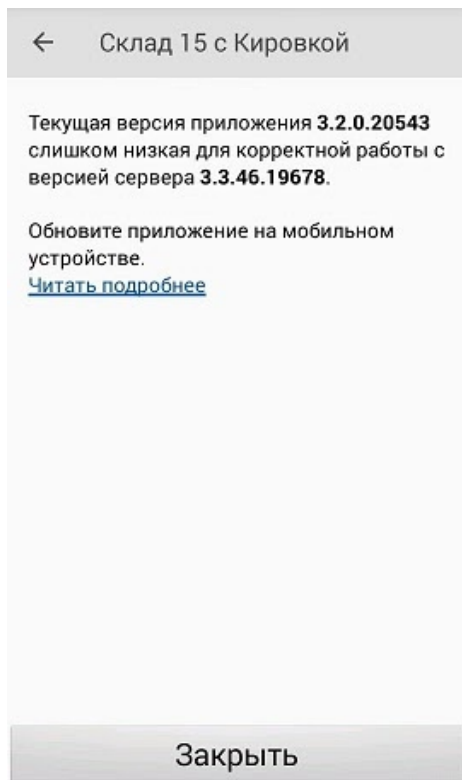 ← Склад 15 с Кировкой
Текущая версия приложения 3.2.0.20543
слишком низкая для корректной работы с
версией сервера 3.3.46.19678.
Обновите приложение на мобильном
устройстве.
Читать подробнее
Закрыть